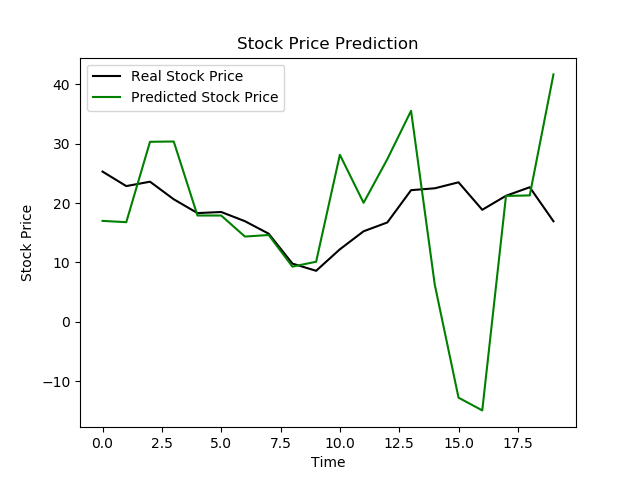 Stock Price Prediction
Real Stock Price
Predicted Stock Price
Stock Price
40
30
20
10
0
−10
0.0 2.5 5.0 7.5 10.0 12.5 15.0 17.5
Time